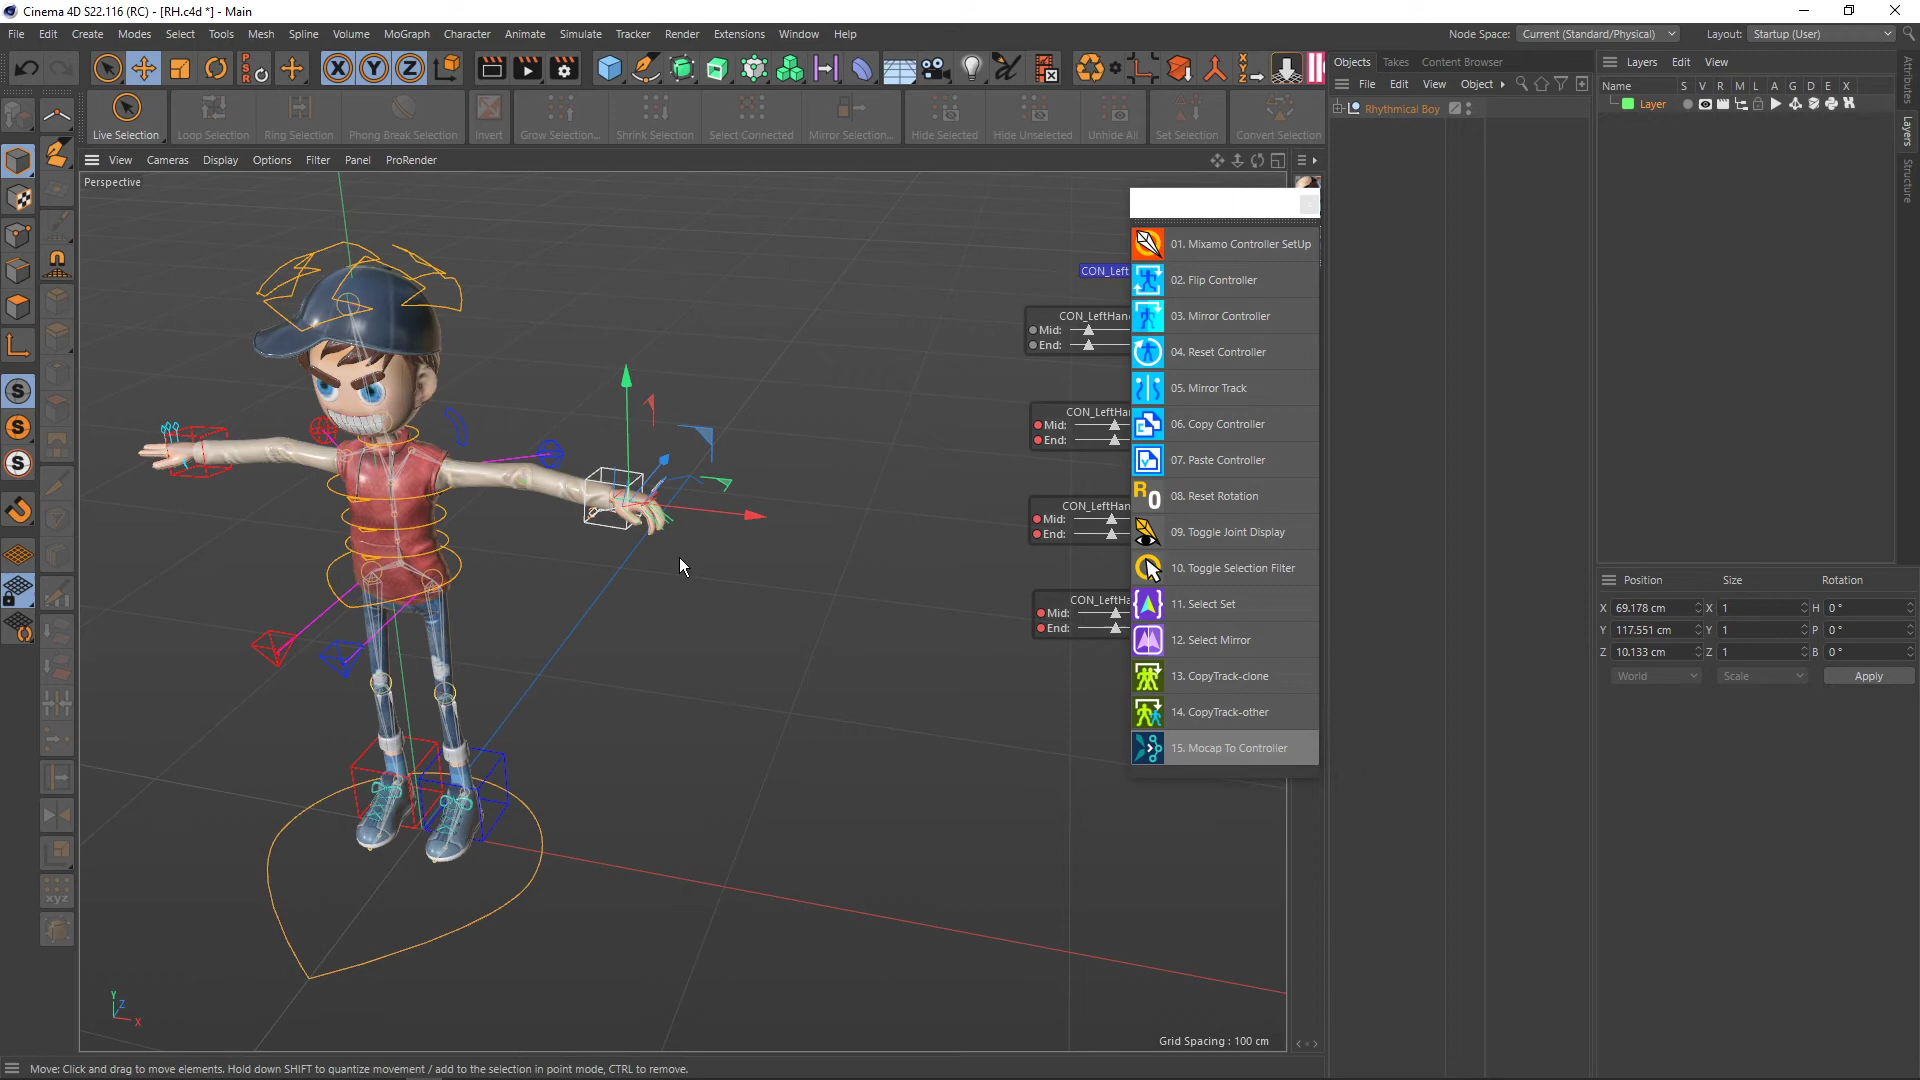 Cinema 4D S22.116 (RC) - [RH.c4d *] - Main
File Edit Create Modes Select Tools Mesh Spline Volume MoGraph Character Animate Simulate Tracker Render Extensions Window Help
Node Space: Current (Standard/Physical) Layout: Startup (User)
PSR
X Y Z
Live Selection Loop Selection Ring Selection Phong Break Selection Invert Grow Selection... Shrink Selection Select Connected Mirror Selection... Hide Selected Hide Unselected Unhide All Set Selection Convert Selection
View Cameras Display Options Filter Panel ProRender
Perspective
CON_Left
CON_LeftHan
Mid:
End:
CON_LeftHa
Mid:
End:
CON_LeftHan
Mid:
End:
CON_LeftHa
Mid:
End:
01. Mixamo Controller SetUp
02. Flip Controller
03. Mirror Controller
04. Reset Controller
05. Mirror Track
06. Copy Controller
07. Paste Controller
08. Reset Rotation
09. Toggle Joint Display
10. Toggle Selection Filter
11. Select Set
12. Select Mirror
13. CopyTrack-clone
14. CopyTrack-other
15. Mocap To Controller
Grid Spacing : 100 cm
Y
Z
X
xyz
Objects Takes Content Browser
File Edit View Object
Rhythmical Boy
Layers Edit View
Name S V R M L A G D E X
Layer
Attributes
Layers
Structure
Position Size Rotation
X 69.178 cm X 1 H 0 °
Y 117.551 cm Y 1 P 0 °
Z 10.133 cm Z 1 B 0 °
World Scale Apply
Move: Click and drag to move elements. Hold down SHIFT to quantize movement / add to the selection in point mode, CTRL to remove.